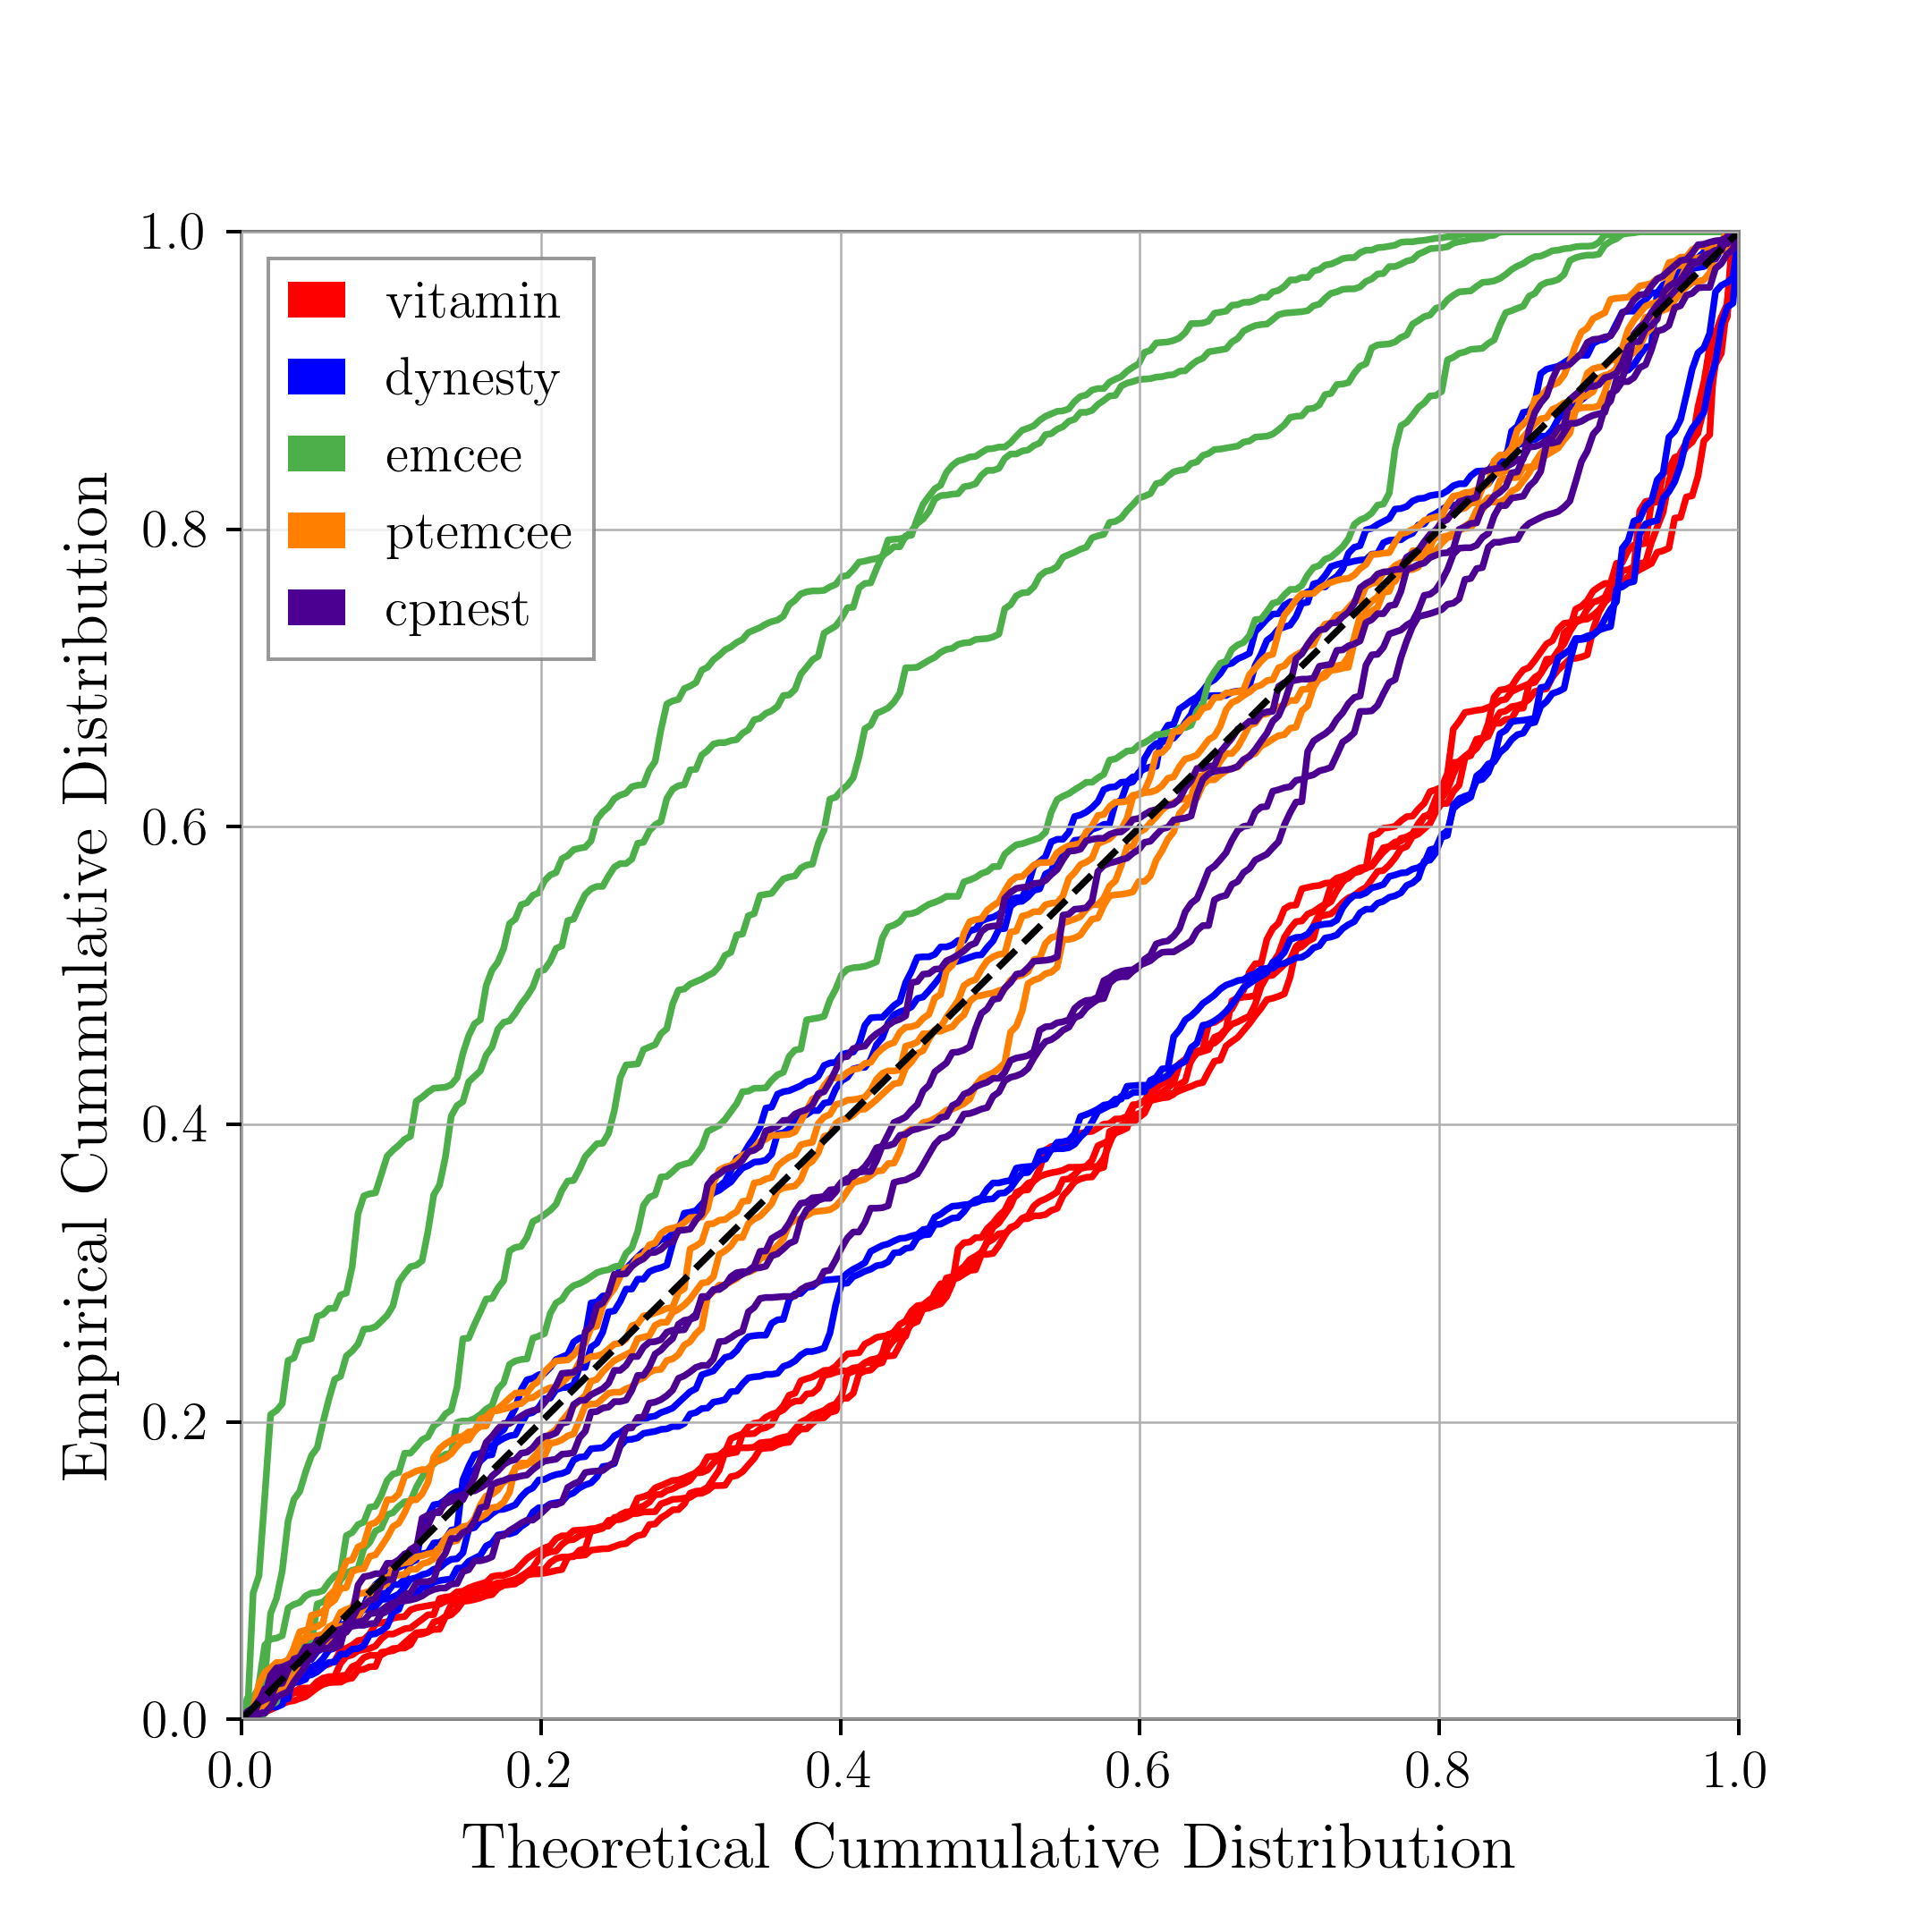 1.0
0.8
0.6
0.4
0.2
0.0
Empirical Cummulative Distribution
vitamin
dynesty
emcee
ptemcee
cpnest
0.0 0.2 0.4 0.6 0.8 1.0
Theoretical Cummulative Distribution